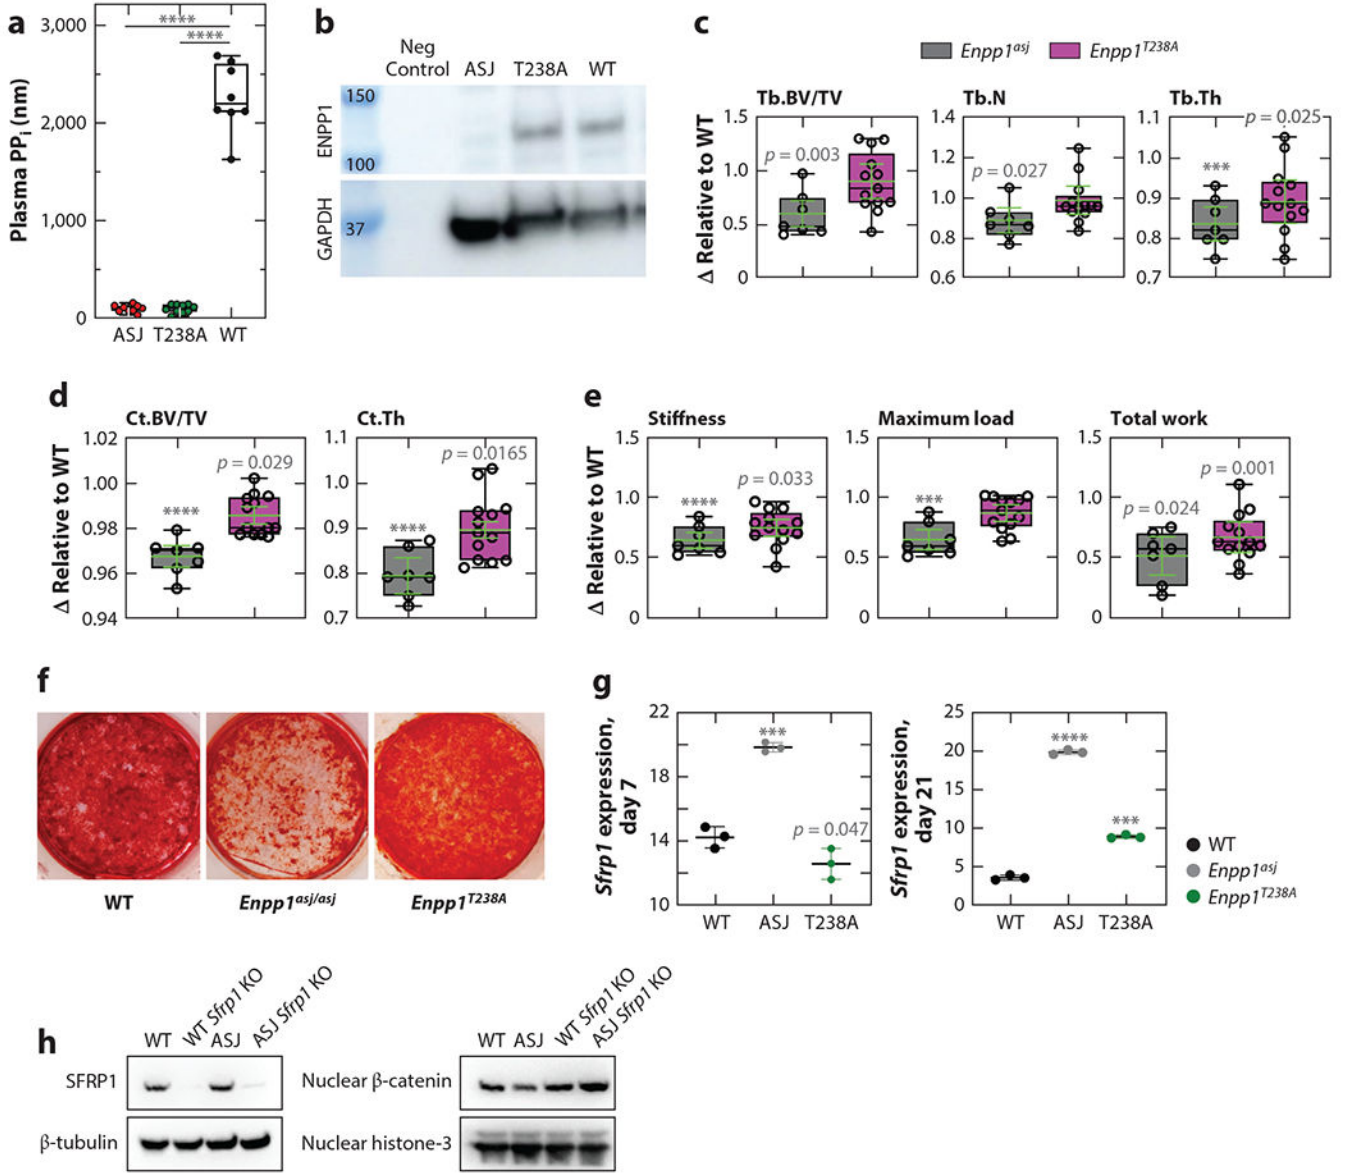 a
Plasma PPi (nm)
3,000
2,000
1,000
0
****
****
ASJ
T238A
WT
b
Neg
Control
ASJ
T238A
WT
ENPP1
150
100
GAPDH
37
c
Enpp1asj
Enpp1T238A
Δ Relative to WT
Tb.BV/TV
1.5
1.0
0.5
0
p = 0.003
Tb.N
1.4
1.2
1.0
0.8
0.6
p = 0.027
Tb.Th
1.1
1.0
0.9
0.8
0.7
***
p = 0.025
d
Δ Relative to WT
Ct.BV/TV
1.02
1.00
0.98
0.96
0.94
****
p = 0.029
Ct.Th
1.1
1.0
0.9
0.8
0.7
****
p = 0.0165
e
Δ Relative to WT
Stiffness
1.5
1.0
0.5
0
****
p = 0.033
Maximum load
1.5
1.0
0.5
0
***
Total work
1.5
1.0
0.5
0
p = 0.024
p = 0.001
f
WT
Enpp1asj/asj
Enpp1T238A
g
Sfrp1 expression,
day 7
22
18
14
10
***
p = 0.047
WT
ASJ
T238A
Sfrp1 expression,
day 21
25
20
15
10
5
0
****
***
WT
ASJ
T238A
WT
Enpp1asj
Enpp1T238A
h
WT
WT Sfrp1 KO
ASJ
ASJ Sfrp1 KO
SFRP1
β-tubulin
WT
ASJ
WT Sfrp1 KO
ASJ Sfrp1 KO
Nuclear β-catenin
Nuclear histone-3